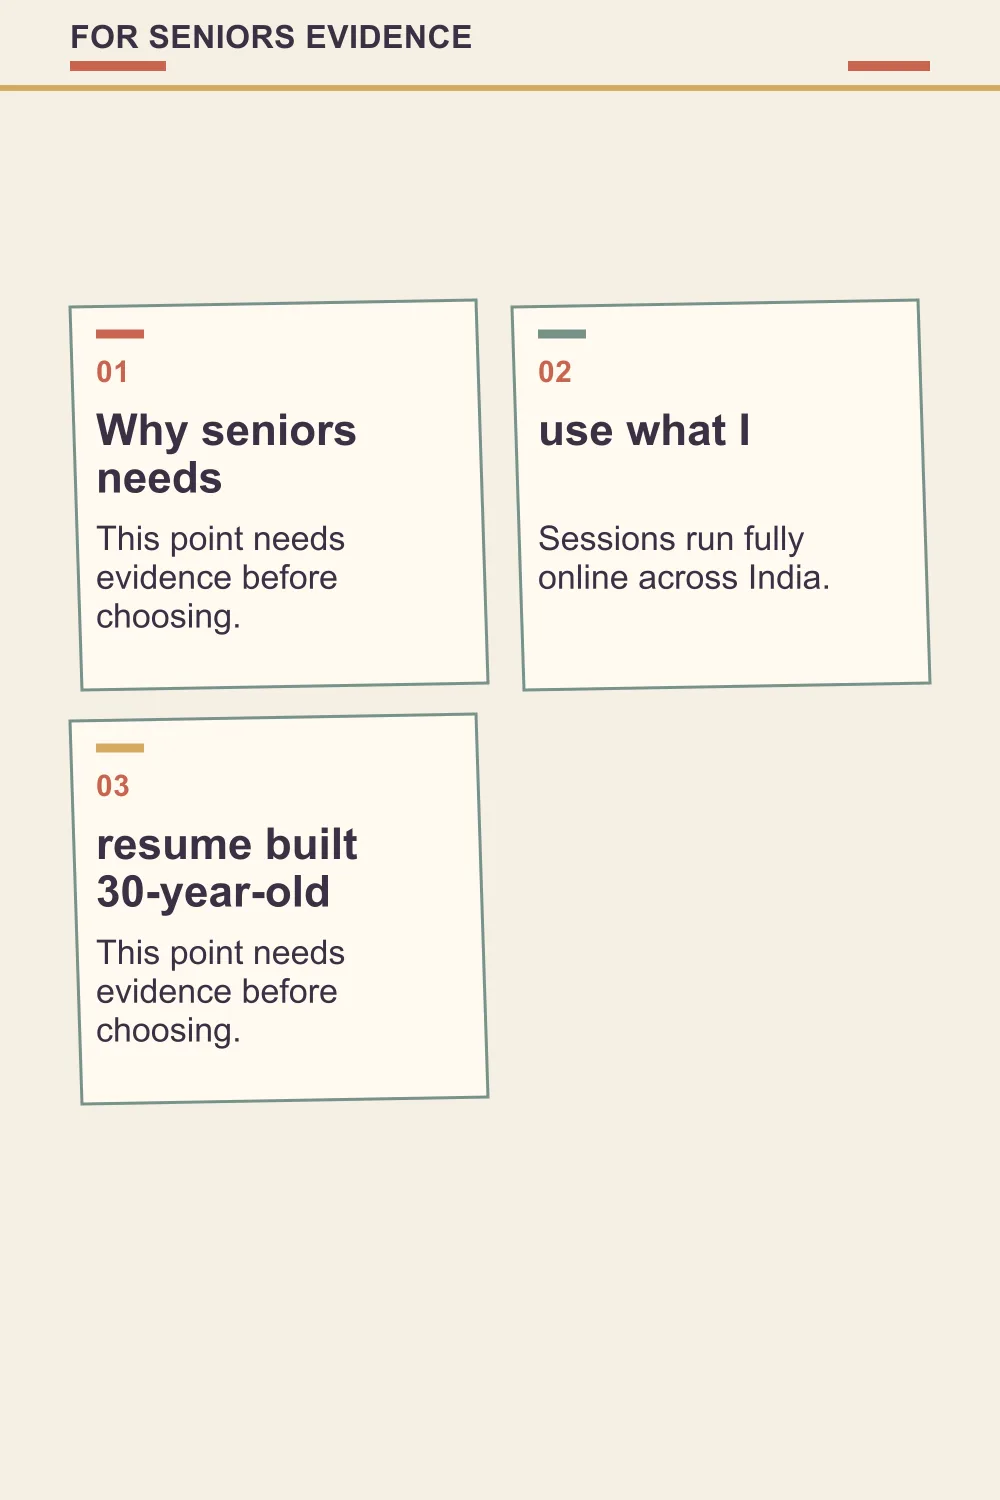 FOR SENIORS EVIDENCE
01
Why seniors
needs
This point needs
evidence before
choosing.
02
use what I
Sessions run fully
online across India.
03
resume built
30-year-old
This point needs
evidence before
choosing.